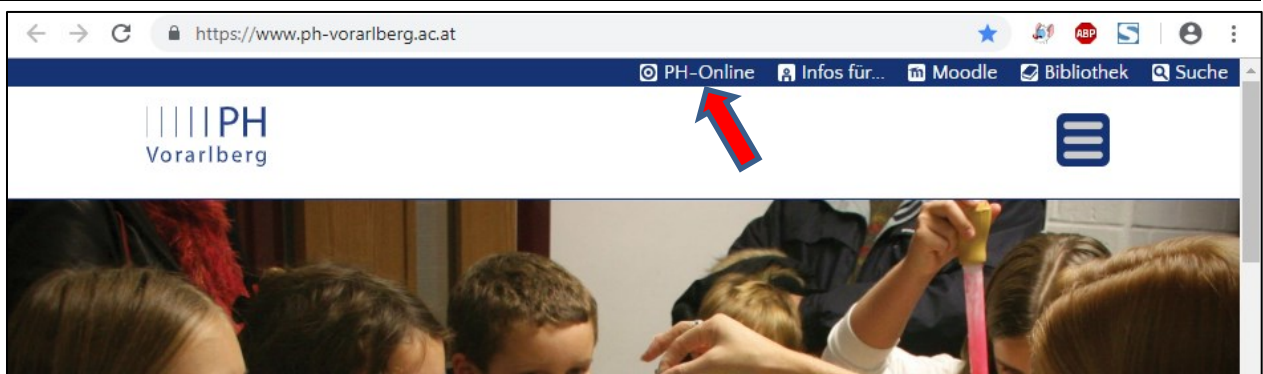 https://www.ph-vorarlberg.ac.at
ABP
S
PH-Online Infos für... Moodle Bibliothek Suche
PH
Vorarlberg